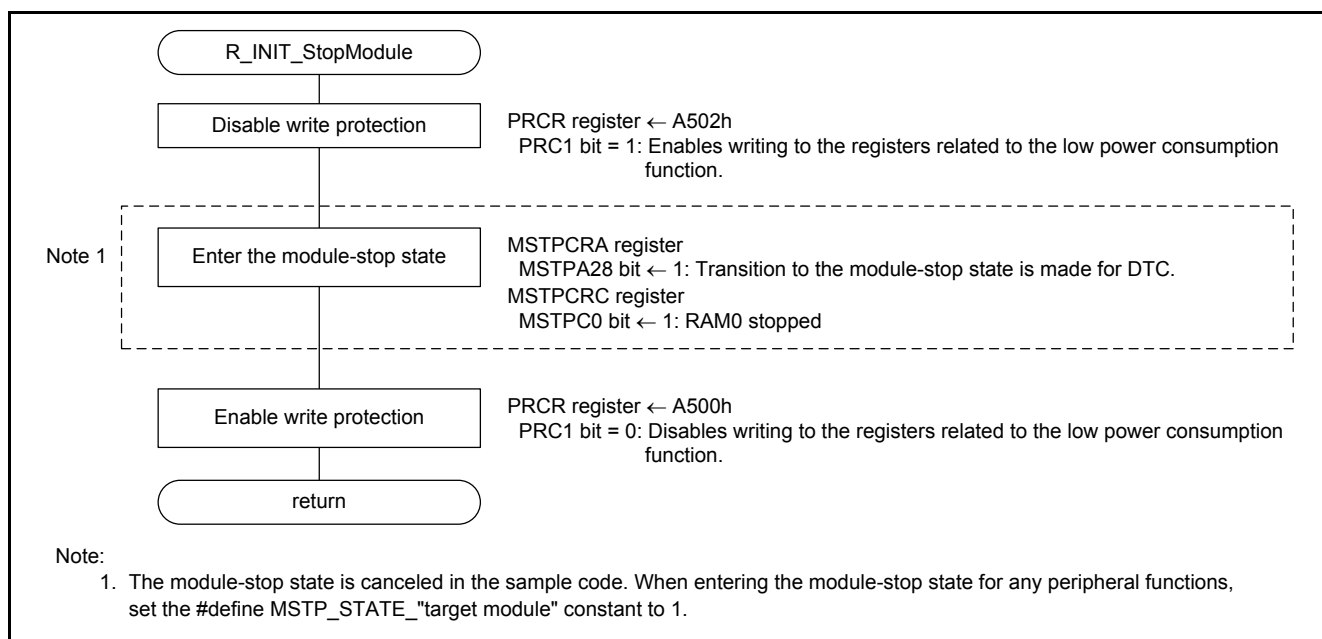 R_INIT_StopModule
Disable write protection
PRCR register ← A502h
PRC1 bit = 1: Enables writing to the registers related to the low power consumption
function.
Note 1
Enter the module-stop state
MSTPCRA register
MSTPA28 bit ← 1: Transition to the module-stop state is made for DTC.
MSTPCRC register
MSTPC0 bit ← 1: RAM0 stopped
Enable write protection
PRCR register ← A500h
PRC1 bit = 0: Disables writing to the registers related to the low power consumption
function.
return
Note:
1. The module-stop state is canceled in the sample code. When entering the module-stop state for any peripheral functions,
set the #define MSTP_STATE_"target module" constant to 1.